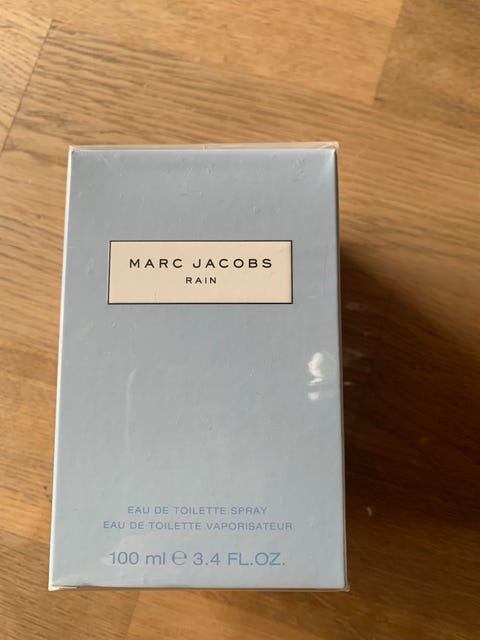 MARC JACOBS
RAIN
EAU DE TOILETTE SPRAY
EAU DE TOILETTE VAPORISATEUR
100 ml ℮ 3.4 FL.OZ.